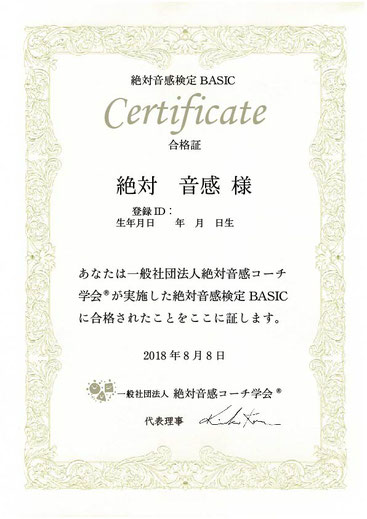 絶対音感検定 BASIC
Certificate
合格証
絶対　音感 様
登録 ID：
生年月日　　年　月　日生
あなたは一般社団法人絶対音感コーチ
学会®が実施した絶対音感検定 BASIC
に合格されたことをここに証します。
2018 年 8 月 8 日
一般社団法人 絶対音感コーチ学会®
代表理事